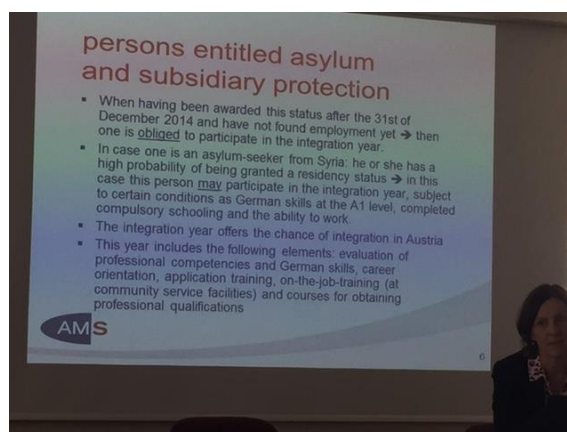 persons entitled asylum
and subsidiary protection
▪ When having been awarded this status after the 31st of
December 2014 and have not found employment yet → then
one is obliged to participate in the integration year.
▪ In case one is an asylum-seeker from Syria: he or she has a
high probability of being granted a residency status → in this
case this person may participate in the integration year, subject
to certain conditions as German skills at the A1 level, completed
compulsory schooling and the ability to work.
▪ The integration year offers the chance of integration in Austria
▪ This year includes the following elements: evaluation of
professional competencies and German skills, career
orientation, application training, on-the-job-training (at
community service facilities) and courses for obtaining
professional qualifications
AMS
6